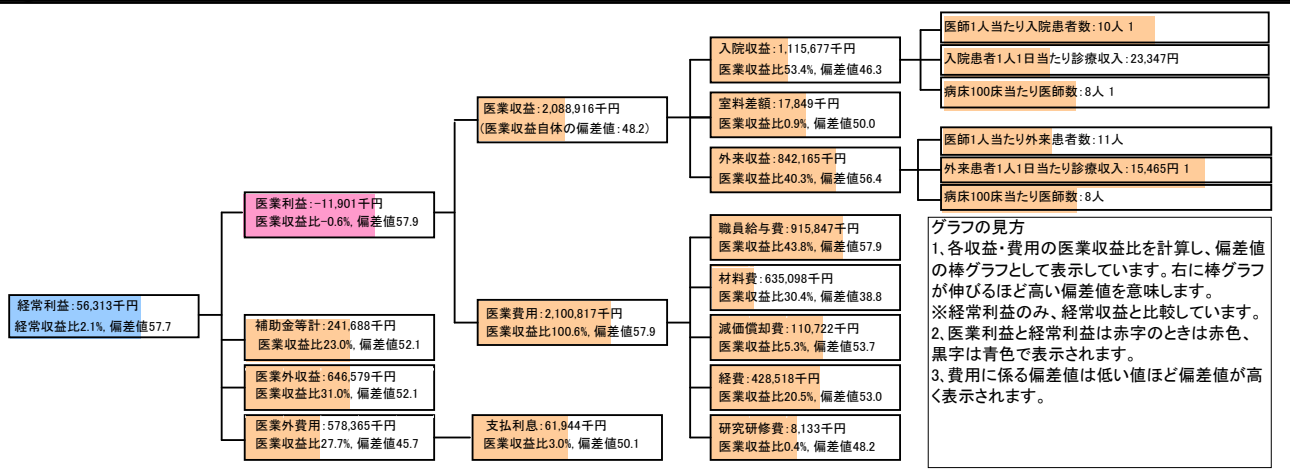 経常利益:56,313千円
経常収益比2.1%, 偏差値57.7
医業利益:-11,901千円
医業収益比-0.6%, 偏差値57.9
補助金等計:241,688千円
医業収益比23.0%, 偏差値52.1
医業外収益:646,579千円
医業収益比31.0%, 偏差値52.1
医業外費用:578,365千円
医業収益比27.7%, 偏差値45.7
医業収益:2,088,916千円
(医業収益自体の偏差値:48.2)
医業費用:2,100,817千円
医業収益比100.6%, 偏差値57.9
支払利息:61,944千円
医業収益比3.0%, 偏差値50.1
入院収益:1,115,677千円
医業収益比53.4%, 偏差値46.3
室料差額:17,849千円
医業収益比0.9%, 偏差値50.0
外来収益:842,165千円
医業収益比40.3%, 偏差値56.4
職員給与費:915,847千円
医業収益比43.8%, 偏差値57.9
材料費:635,098千円
医業収益比30.4%, 偏差値38.8
減価償却費:110,722千円
医業収益比5.3%, 偏差値53.7
経費:428,518千円
医業収益比20.5%, 偏差値53.0
研究研修費:8,133千円
医業収益比0.4%, 偏差値48.2
医師1人当たり入院患者数:10人 1
入院患者1人1日当たり診療収入:23,347円
病床100床当たり医師数:8人 1
医師1人当たり外来患者数:11人
外来患者1人1日当たり診療収入:15,465円 1
病床100床当たり医師数:8人
グラフの見方
1、各収益・費用の医業収益比を計算し、偏差値
の棒グラフとして表示しています。右に棒グラフ
が伸びるほど高い偏差値を意味します。
※経常利益のみ、経常収益と比較しています。
2、医業利益と経常利益は赤字のときは赤色、
黒字は青色で表示されます。
3、費用に係る偏差値は低い値ほど偏差値が高
く表示されます。